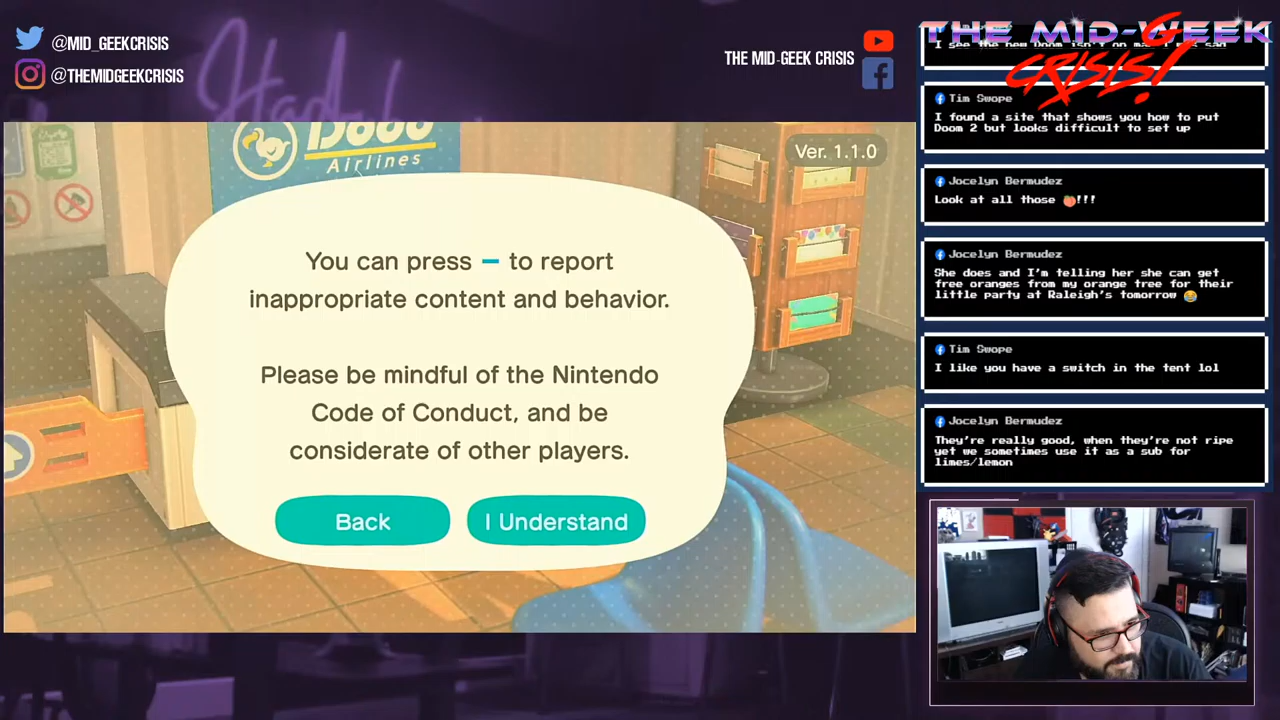 @MID_GEEKCRISIS
@THEMIDGEEKCRISIS
THE MID-GEEK CRISIS
DODO
Airlines
Ver. 1.1.0
You can press − to report
inappropriate content and behavior.
Please be mindful of the Nintendo
Code of Conduct, and be
considerate of other players.
Back
I Understand
THE MID-WEEK
G
CRISIS!
Tim Swope
I found a site that shows you how to put
Doom 2 but looks difficult to set up
Jocelyn Bermudez
Look at all those 🍑!!!
Jocelyn Bermudez
She does and I’m telling her she can get
free oranges from my orange tree for their
little party at Raleigh’s tomorrow 😂
Tim Swope
I like you have a switch in the tent lol
Jocelyn Bermudez
They’re really good, when they’re not ripe
yet we sometimes use it as a sub for
limes/lemon